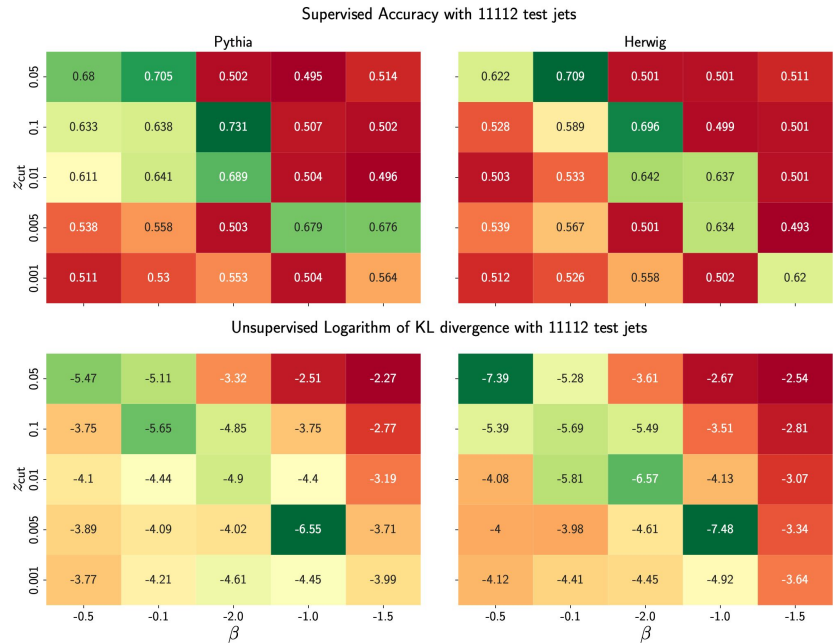 Supervised Accuracy with 11112 test jets
Pythia
Herwig
0.05 0.68 0.705 0.502 0.495 0.514
0.622 0.709 0.501 0.501 0.511
0.1 0.633 0.638 0.731 0.507 0.502
0.528 0.589 0.696 0.499 0.501
z_cut
0.01 0.611 0.641 0.689 0.504 0.496
0.503 0.533 0.642 0.637 0.501
0.005 0.538 0.558 0.503 0.679 0.676
0.539 0.567 0.501 0.634 0.493
0.001 0.511 0.53 0.553 0.504 0.564
0.512 0.526 0.558 0.502 0.62
Unsupervised Logarithm of KL divergence with 11112 test jets
0.05 -5.47 -5.11 -3.32 -2.51 -2.27
-7.39 -5.28 -3.61 -2.67 -2.54
0.1 -3.75 -5.65 -4.85 -3.75 -2.77
-5.39 -5.69 -5.49 -3.51 -2.81
z_cut
0.01 -4.1 -4.44 -4.9 -4.4 -3.19
-4.08 -5.81 -6.57 -4.13 -3.07
0.005 -3.89 -4.09 -4.02 -6.55 -3.71
-4 -3.98 -4.61 -7.48 -3.34
0.001 -3.77 -4.21 -4.61 -4.45 -3.99
-4.12 -4.41 -4.45 -4.92 -3.64
-0.5 -0.1 -2.0 -1.0 -1.5
-0.5 -0.1 -2.0 -1.0 -1.5
β
β